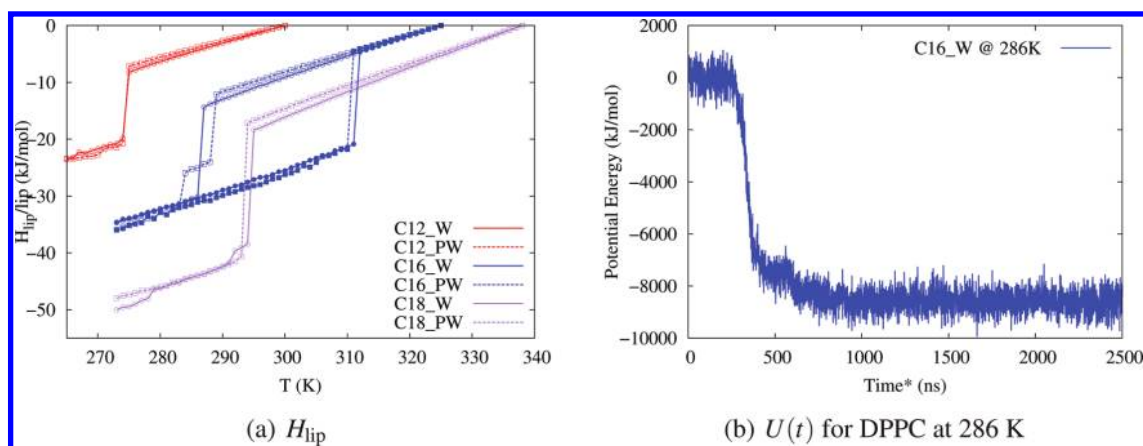 0
-10
-20
-30
-40
-50
H_lip/lip (kJ/mol)
C12_W
C12_PW
C16_W
C16_PW
C18_W
C18_PW
270 280 290 300 310 320 330 340
T (K)
(a) H_lip
2000
0
-2000
-4000
-6000
-8000
-10000
Potential Energy (kJ/mol)
C16_W @ 286K
0 500 1000 1500 2000 2500
Time* (ns)
(b) U(t) for DPPC at 286 K